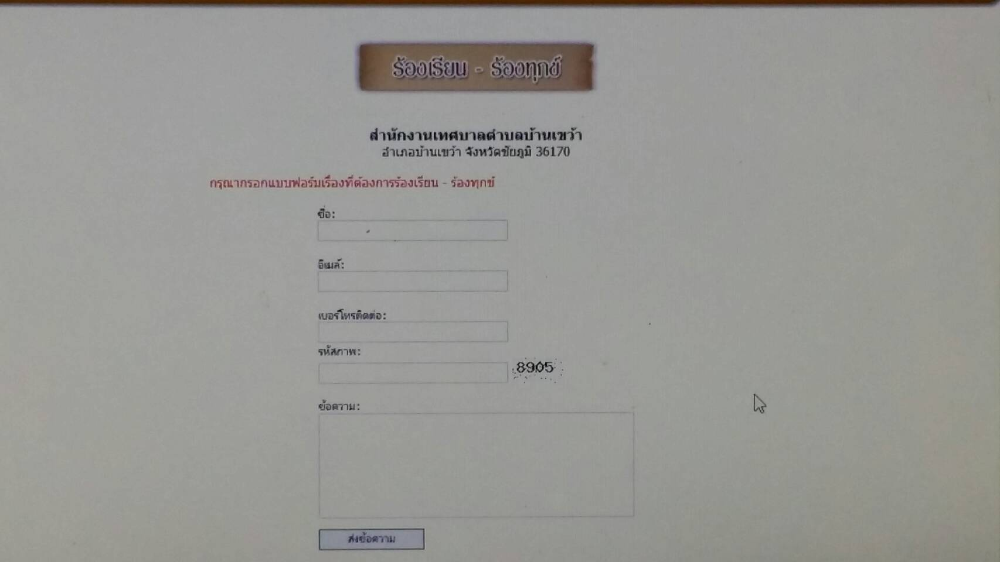 ร้องเรียน - ร้องทุกข์
สำนักงานเทศบาลตำบลบ้านเขว้า
อำเภอบ้านเขว้า จังหวัดชัยภูมิ 36170
กรุณากรอกแบบฟอร์มเรื่องที่ต้องการร้องเรียน - ร้องทุกข์
ชื่อ:
อีเมล์:
เบอร์โทรติดต่อ:
รหัสภาพ:
8905
ข้อความ:
ส่งข้อความ